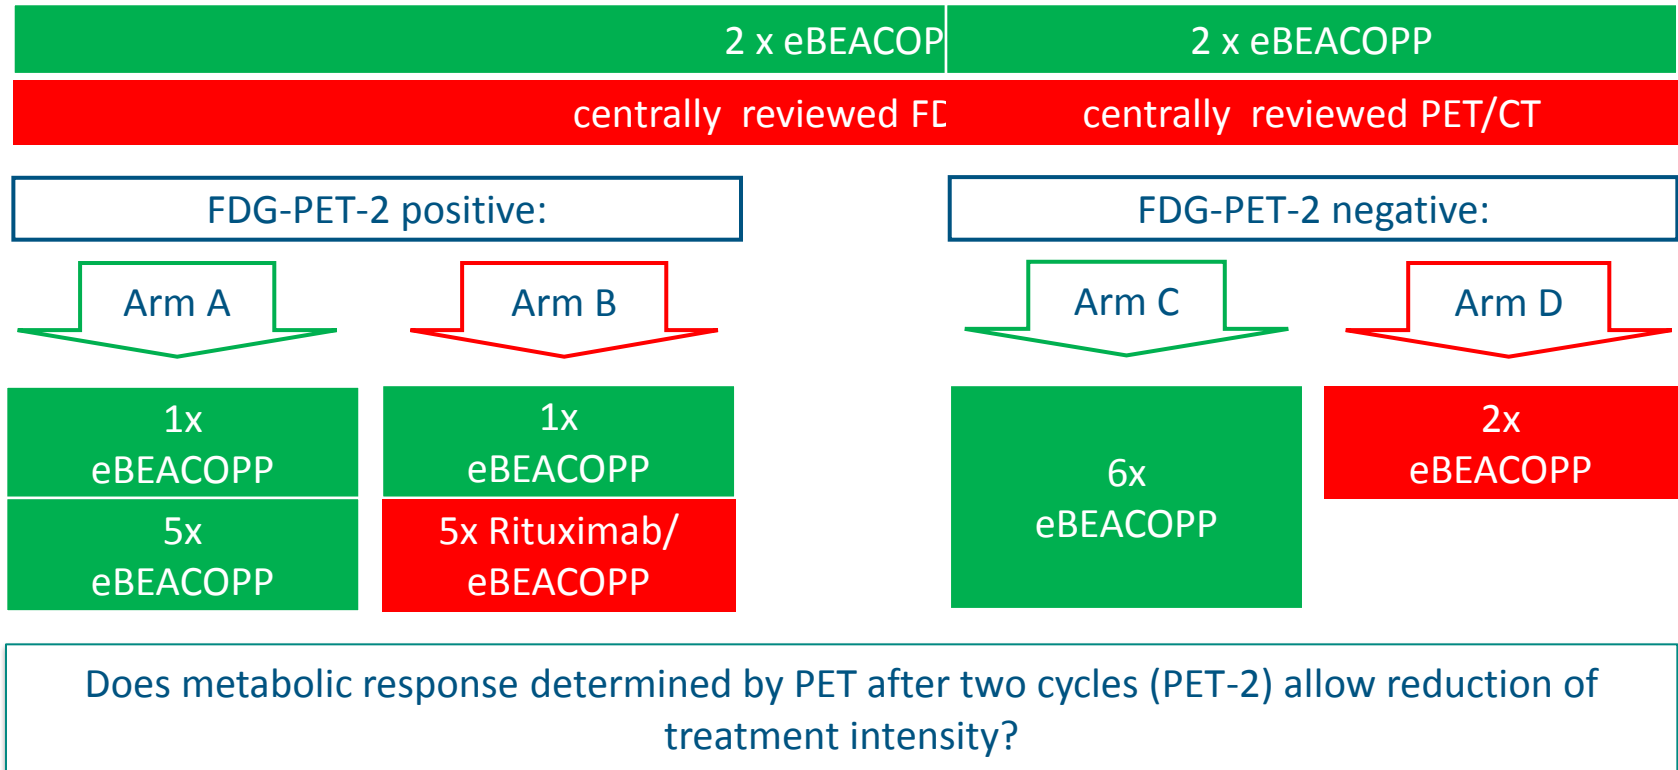 2 x eBEACOP
2 x eBEACOPP
centrally reviewed FD
centrally reviewed PET/CT
FDG-PET-2 positive:
FDG-PET-2 negative:
Arm A
Arm B
Arm C
Arm D
1x
eBEACOPP
5x
eBEACOPP
1x
eBEACOPP
5x Rituximab/
eBEACOPP
6x
eBEACOPP
2x
eBEACOPP
Does metabolic response determined by PET after two cycles (PET-2) allow reduction of
treatment intensity?